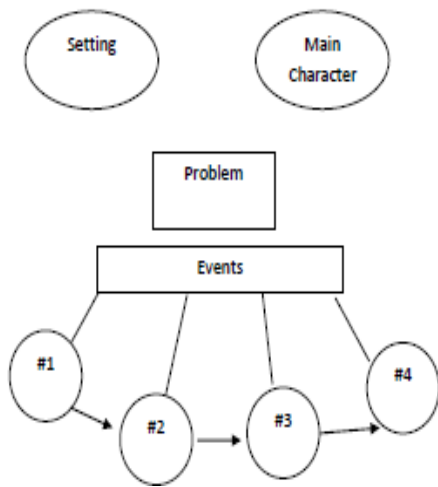 Setting
Main
Character
Problem
Events
#1
#2
#3
#4